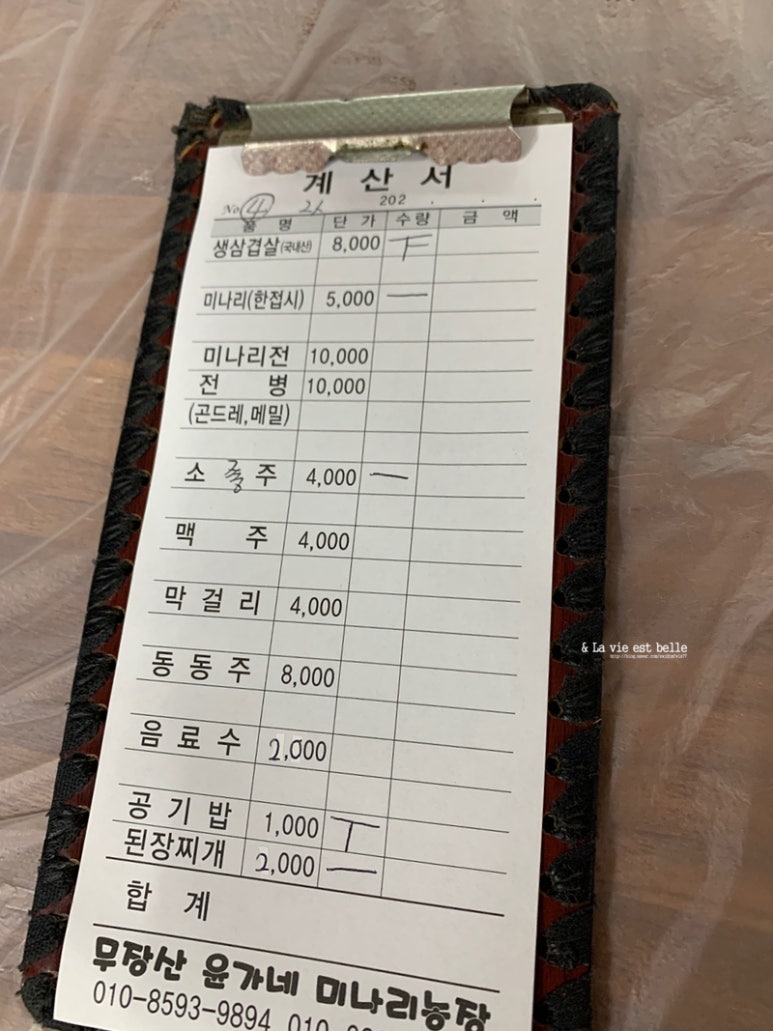 계 산 서
No ④ 21 202 . . .
품 명 단 가 수량 금 액
생삼겹살(국내산) 8,000 下
미나리(한접시) 5,000 一
미나리전 10,000
전 병 10,000
(곤드레,메밀)
소 주 4,000 一
맥 주 4,000
막 걸 리 4,000
동 동 주 8,000
음 료 수 2,000
공 기 밥 1,000 丅
된장찌개 2,000 一
합 계
무장산 윤가네 미나리농장
010-8593-9894
& La vie est belle